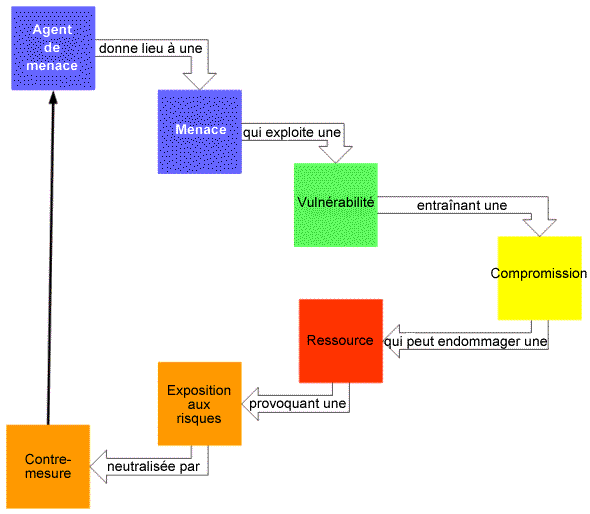 Agent
de
menace
donne lieu à une
Menace
qui exploite une
Vulnérabilité
entraînant une
Compromission
qui peut endommager une
Ressource
provoquant une
Exposition
aux
risques
neutralisée par
Contre-
mesure